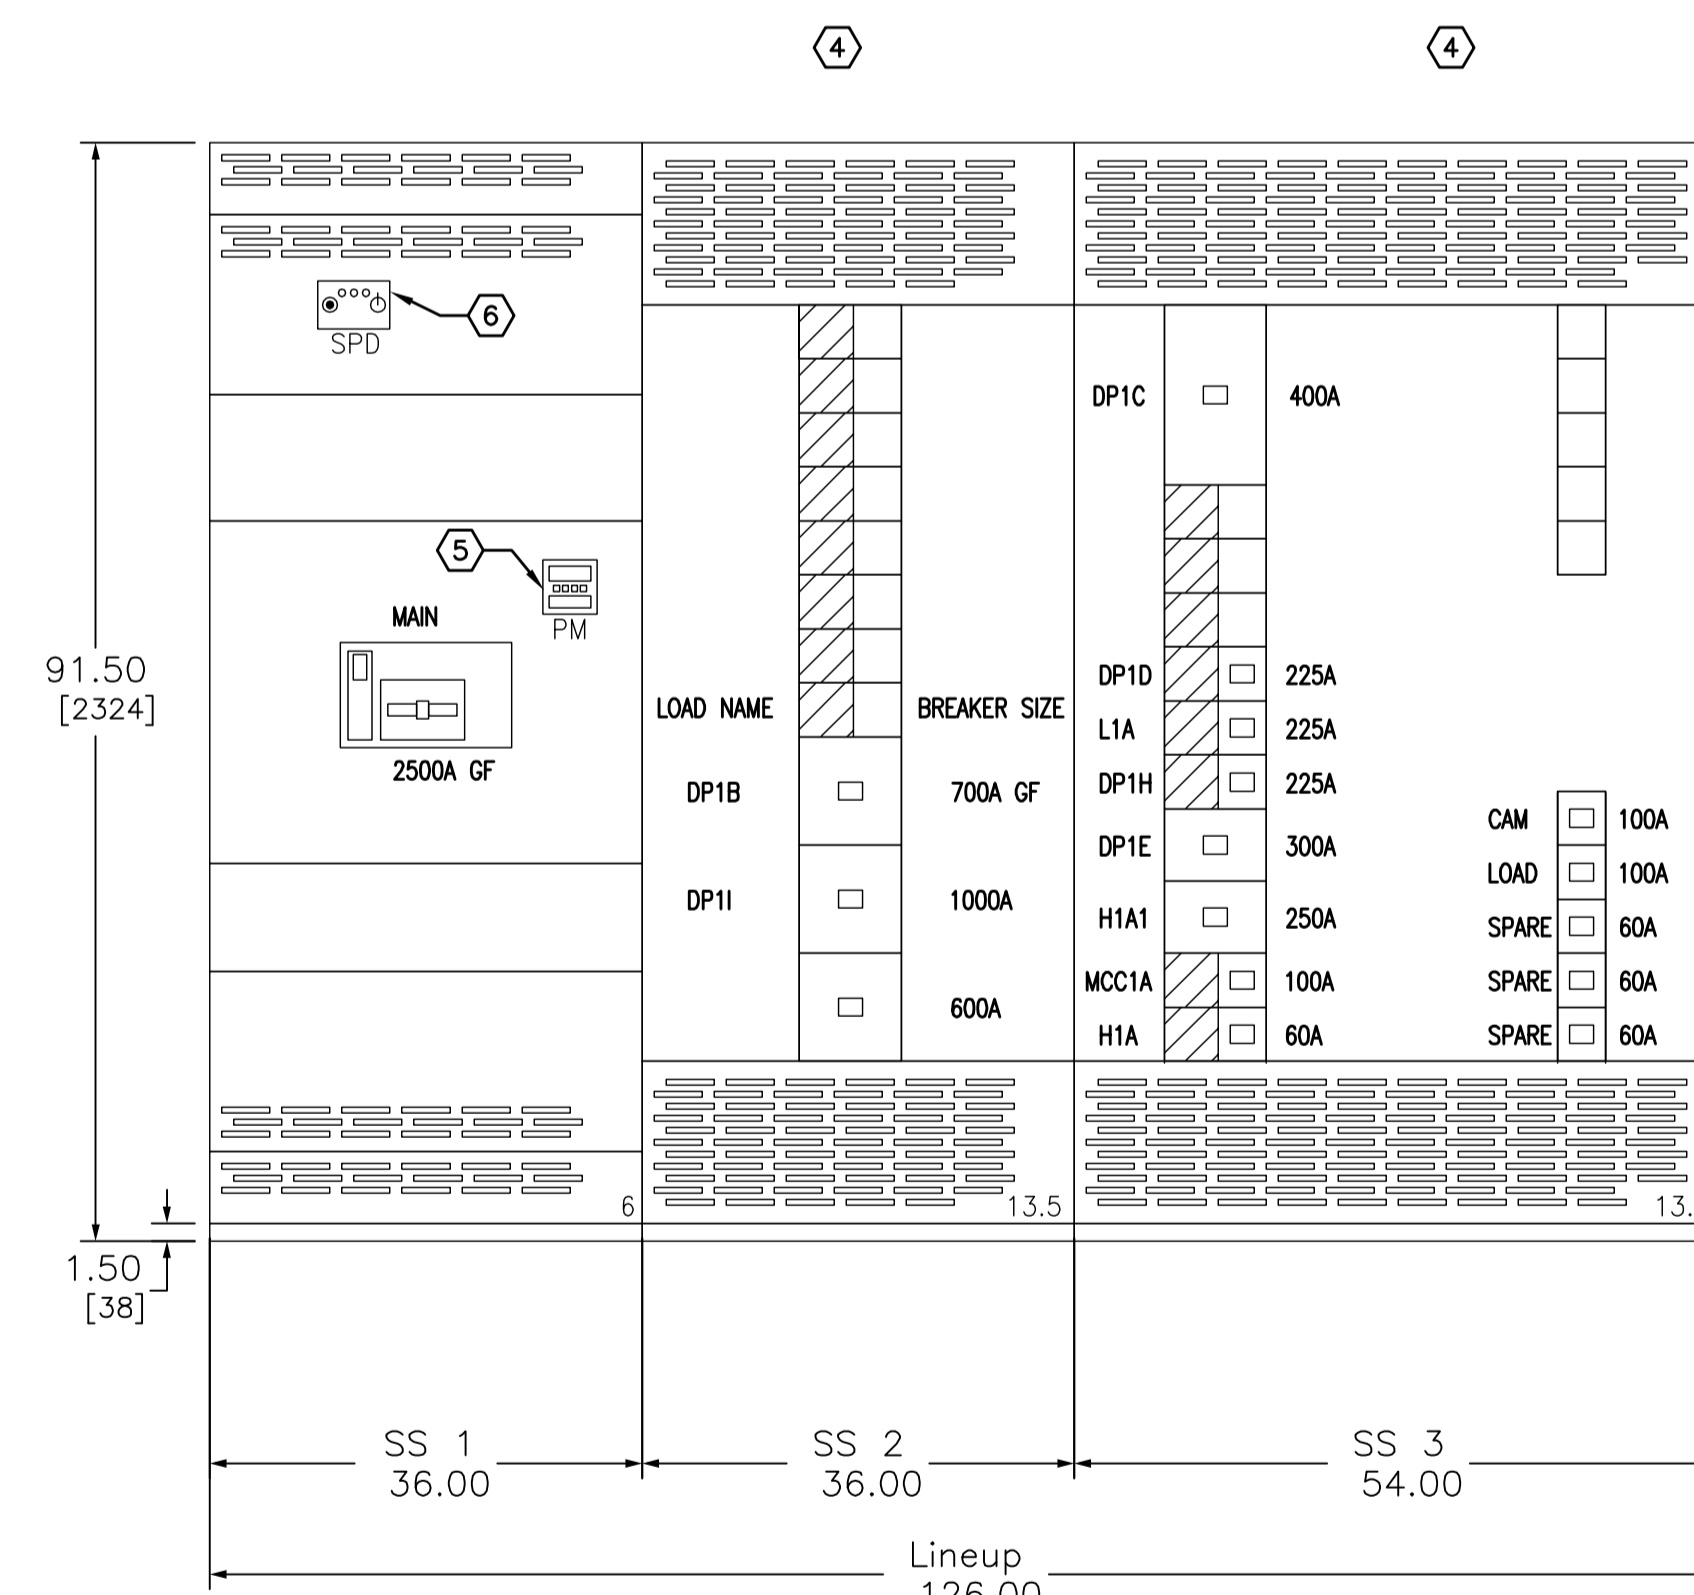 4
4
6
SPD
5
PM
MAIN
2500A GF
91.50
[2324]
1.50
[38]
6
LOAD NAME
BREAKER SIZE
DP1B
700A GF
DP1I
1000A
600A
13.5
DP1C
400A
DP1D
225A
L1A
225A
DP1H
225A
DP1E
300A
H1A1
250A
MCC1A
100A
H1A
60A
CAM
100A
LOAD
100A
SPARE
60A
SPARE
60A
SPARE
60A
13.
SS 1
36.00
SS 2
36.00
SS 3
54.00
Lineup
126.00